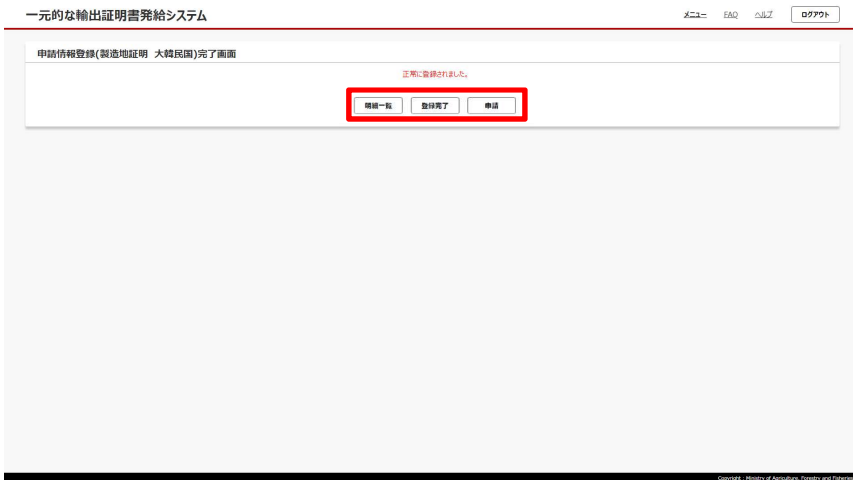 一元的な輸出証明書発給システム
メニュー FAQ ヘルプ ログアウト
申請情報登録(製造地証明 大韓民国)完了画面
正常に登録されました。
明細一覧 登録完了 申請
Copyright : Ministry of Agriculture, Forestry and Fisheries